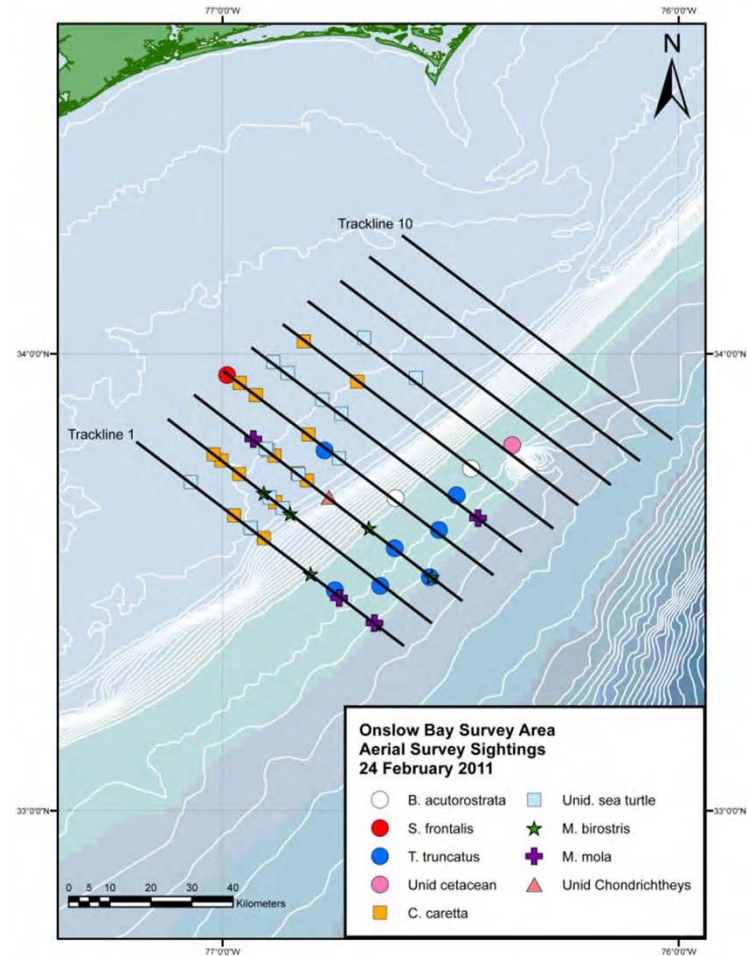 77°0'0"W
76°0'0"W
N
Trackline 10
34°0'0"N
34°0'0"N
Trackline 1
Onslow Bay Survey Area
Aerial Survey Sightings
24 February 2011
B. acutorostrata
Unid. sea turtle
S. frontalis
M. birostris
T. truncatus
M. mola
Unid cetacean
Unid Chondrichtheys
C. caretta
33°0'0"N
33°0'0"N
0 5 10 20 30 40
Kilometers
77°0'0"W
76°0'0"W